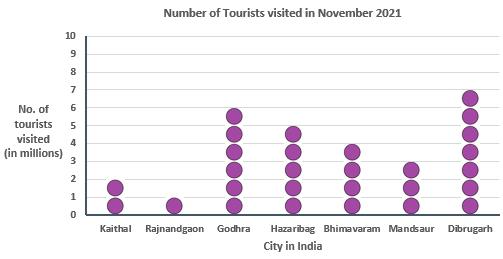 Number of Tourists visited in November 2021
10
9
8
7
6
5
4
3
2
1
0
No. of
tourists
visited
(in millions)
Kaithal Rajnandgaon Godhra Hazaribag Bhimavaram Mandsaur Dibrugarh
City in India